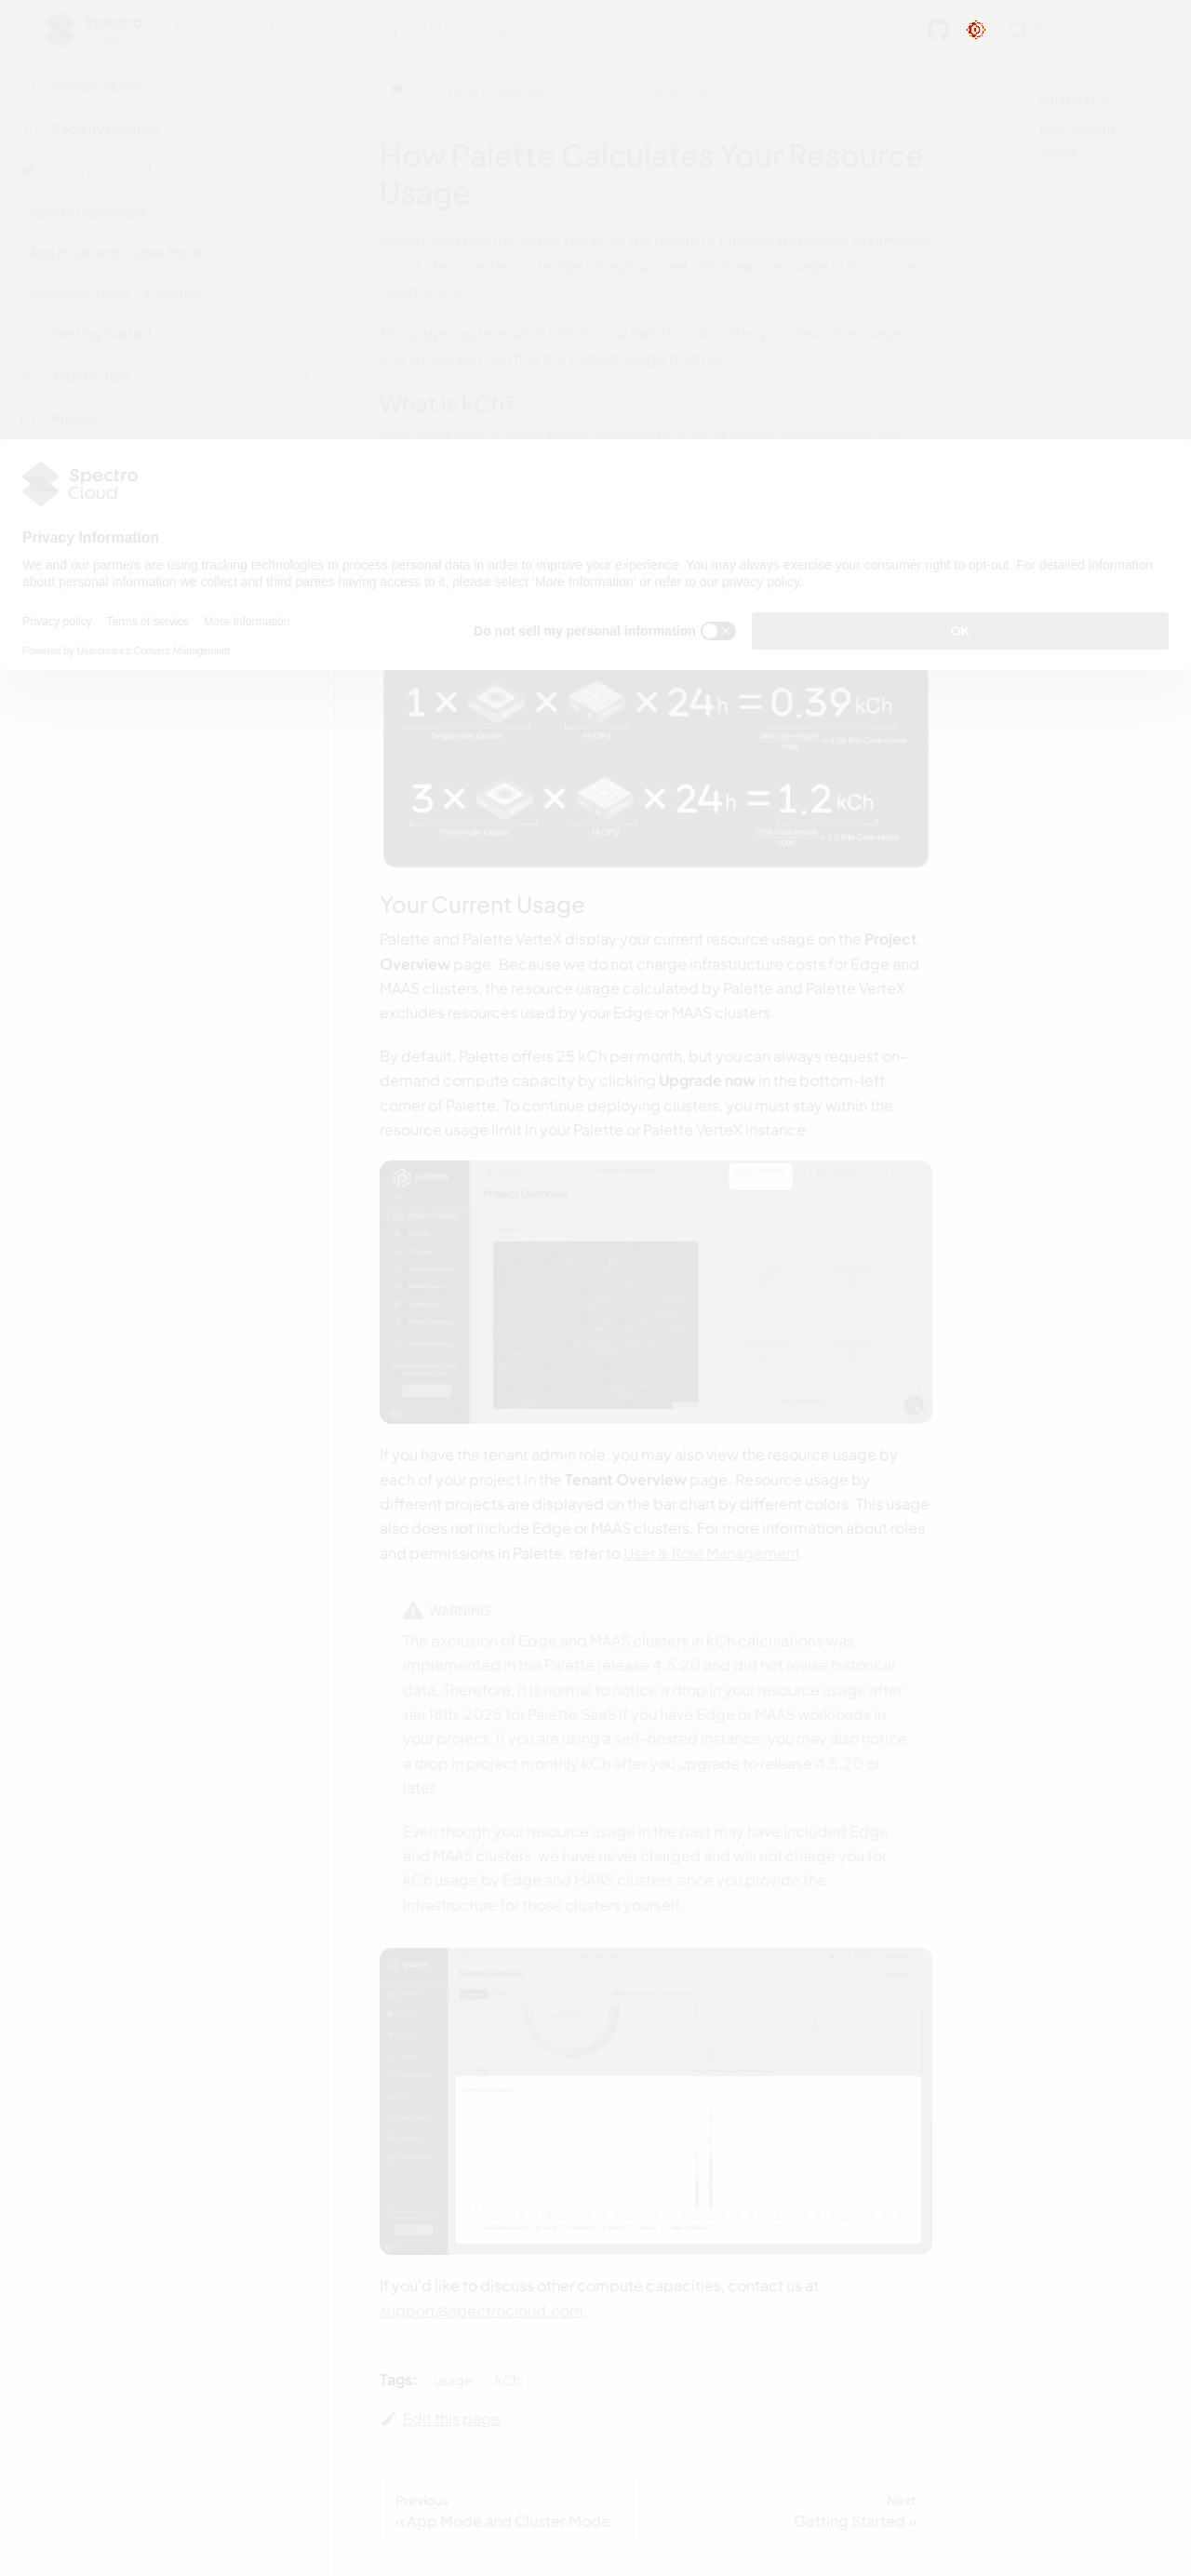 Spectro
Cloud
Docs Tutorials Downloads API latest
Search
Release Notes
Security Bulletins
What is Palette?
Palette Dashboard
App Mode and Cluster Mode
Resource Usage Calculation
Getting Started
Architecture
Profiles
What is Palette? Resource Usage Calculation
What is kCh?
Your Current
Usage
How Palette Calculates Your Resource
Usage
Palette and Palette VerteX measure the usage of clusters deployed to different
cloud, data center, and edge infrastructures. We measure usage in Kilo-Core-
Hours (kCh).
This page explains what kCh is, how Palette calculates your resource usage,
and where you can find the current usage metrics.
What is kCh?
Spectro
Cloud
Privacy Information
We and our partners are using tracking technologies to process personal data in order to improve your experience. You may always exercise your consumer right to opt-out. For detailed information
about personal information we collect and third parties having access to it, please select 'More Information' or refer to our privacy policy.
Privacy policy Terms of service More Information
Do not sell my personal information
OK
Powered by Usercentrics Consent Management
1 × × × 24h = 0.39 kCh
Single-node Cluster 16 CPU 384 Core-Hours
1000 = 0.39 Kilo-Core-Hours
3 × × × 24h = 1.2 kCh
Three-node Cluster 16 CPU 1152 Core-Hours
1000 = 1.2 Kilo-Core-Hours
Your Current Usage
Palette and Palette VerteX display your current resource usage on the Project
Overview page. Because we do not charge infrastructure costs for Edge and
MAAS clusters, the resource usage calculated by Palette and Palette VerteX
excludes resources used by your Edge or MAAS clusters.
By default, Palette offers 25 kCh per month, but you can always request on-
demand compute capacity by clicking Upgrade now in the bottom-left
corner of Palette. To continue deploying clusters, you must stay within the
resource usage limit in your Palette or Palette VerteX instance.
palette
Project Overview
If you have the tenant admin role, you may also view the resource usage by
each of your project in the Tenant Overview page. Resource usage by
different projects are displayed on the bar chart by different colors. This usage
also does not include Edge or MAAS clusters. For more information about roles
and permissions in Palette, refer to User & Role Management.
WARNING
The exclusion of Edge and MAAS clusters in kCh calculations was
implemented in the Palette release 4.5.20 and did not revise historical
data. Therefore, it is normal to notice a drop in your resource usage after
Jan 18th, 2025 for Palette SaaS if you have Edge or MAAS workloads in
your project. If you are using a self-hosted instance, you may also notice
a drop in project monthly kCh after you upgrade to release 4.5.20 or
later.
Even though your resource usage in the past may have included Edge
and MAAS clusters, we have never charged and will not charge you for
kCh usage by Edge and MAAS clusters since you provide the
infrastructure for those clusters yourself.
palette
Tenant Overview
If you'd like to discuss other compute capacities, contact us at
support@spectrocloud.com.
Tags: usage kCh
Edit this page
Previous
« App Mode and Cluster Mode
Next
Getting Started »